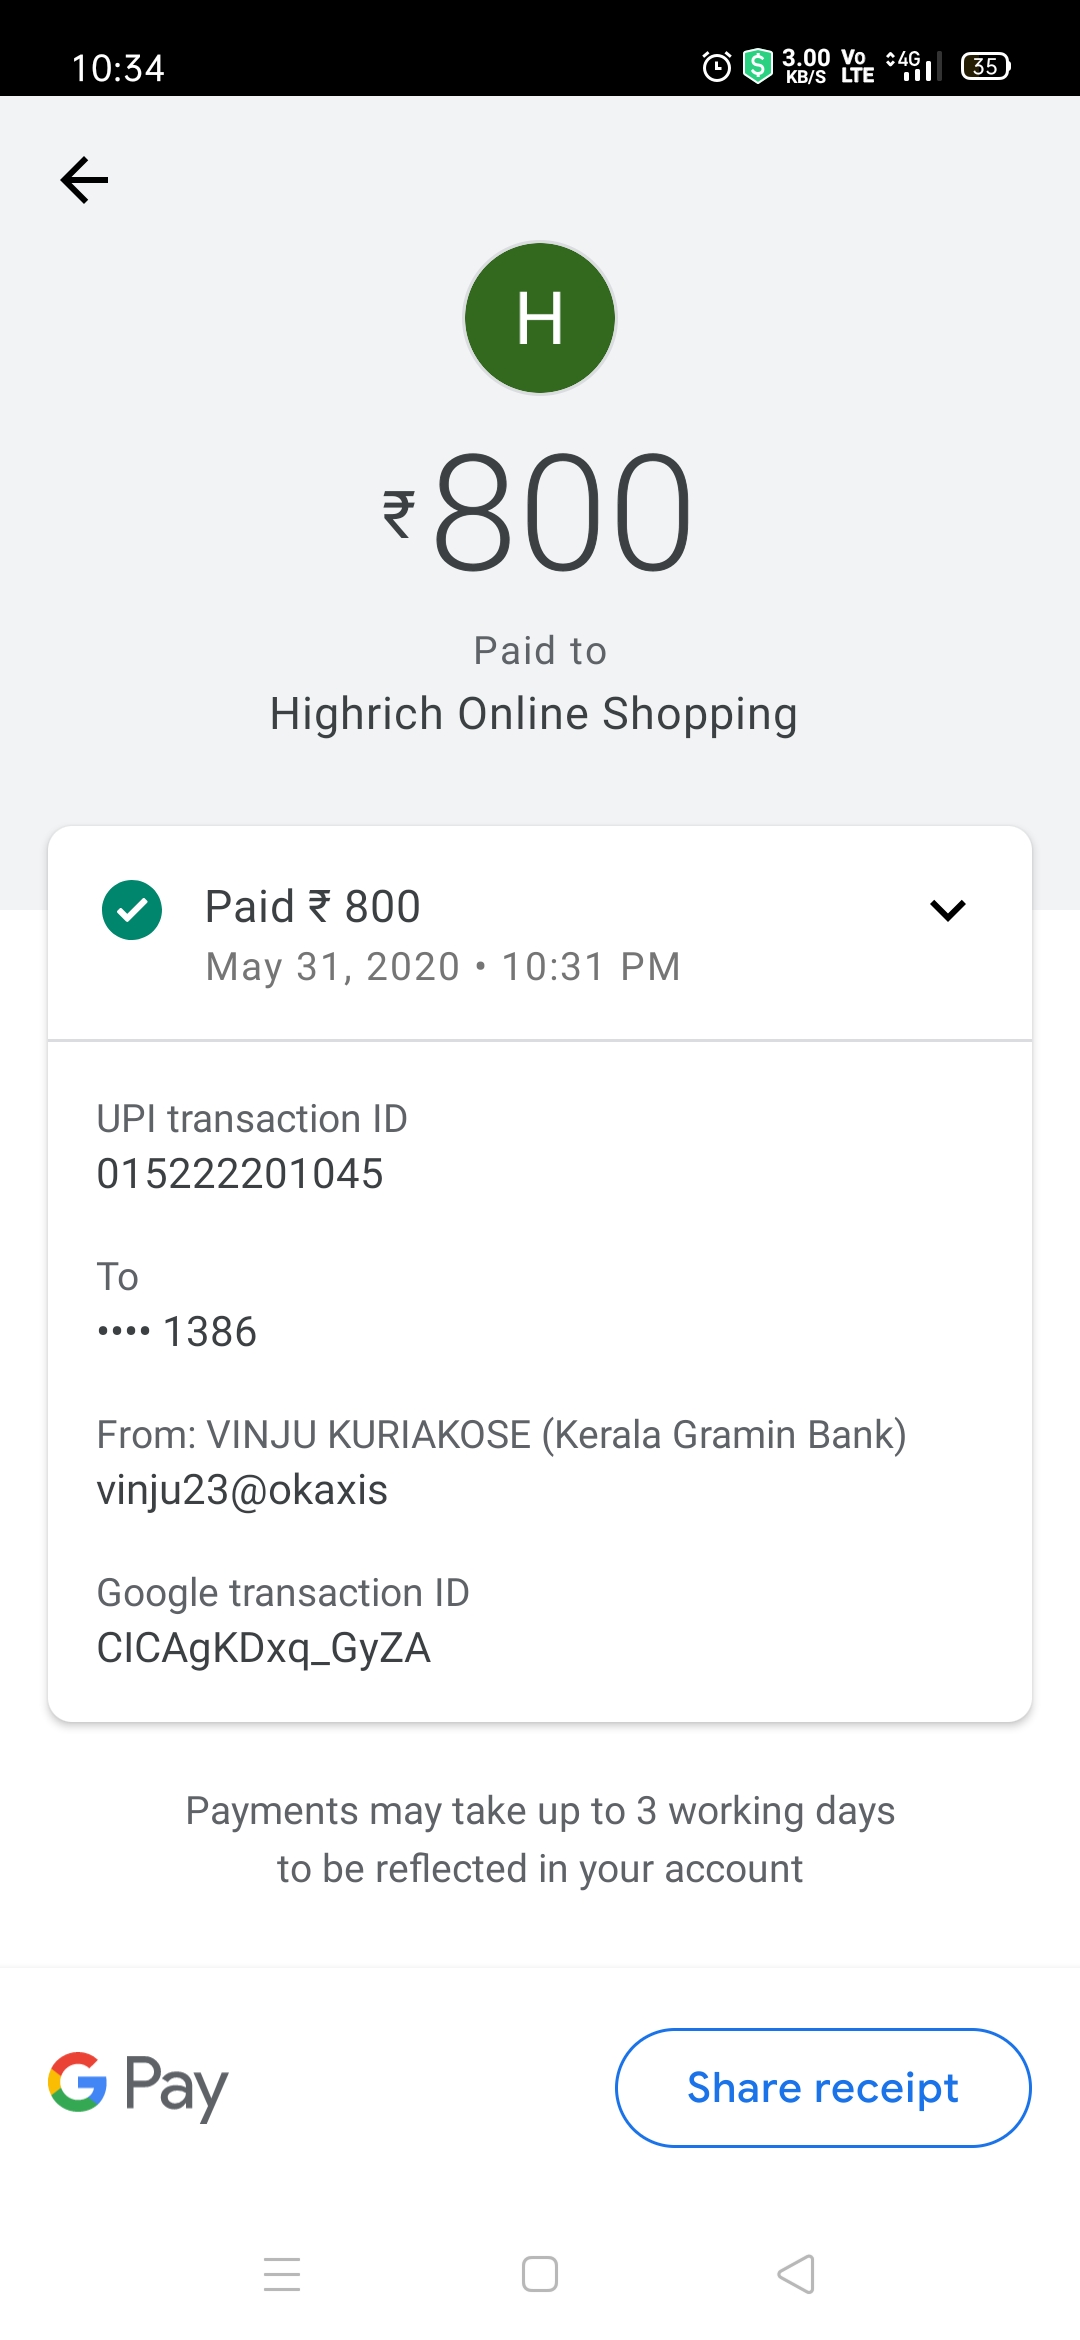 10:34
$ 3.00 KB/S Vo LTE 4G 35
H
₹800
Paid to
Highrich Online Shopping
Paid ₹ 800
May 31, 2020 • 10:31 PM
UPI transaction ID
015222201045
To
•••• 1386
From: VINJU KURIAKOSE (Kerala Gramin Bank)
vinju23@okaxis
Google transaction ID
CICAgKDxq_GyZA
Payments may take up to 3 working days
to be reflected in your account
G Pay
Share receipt